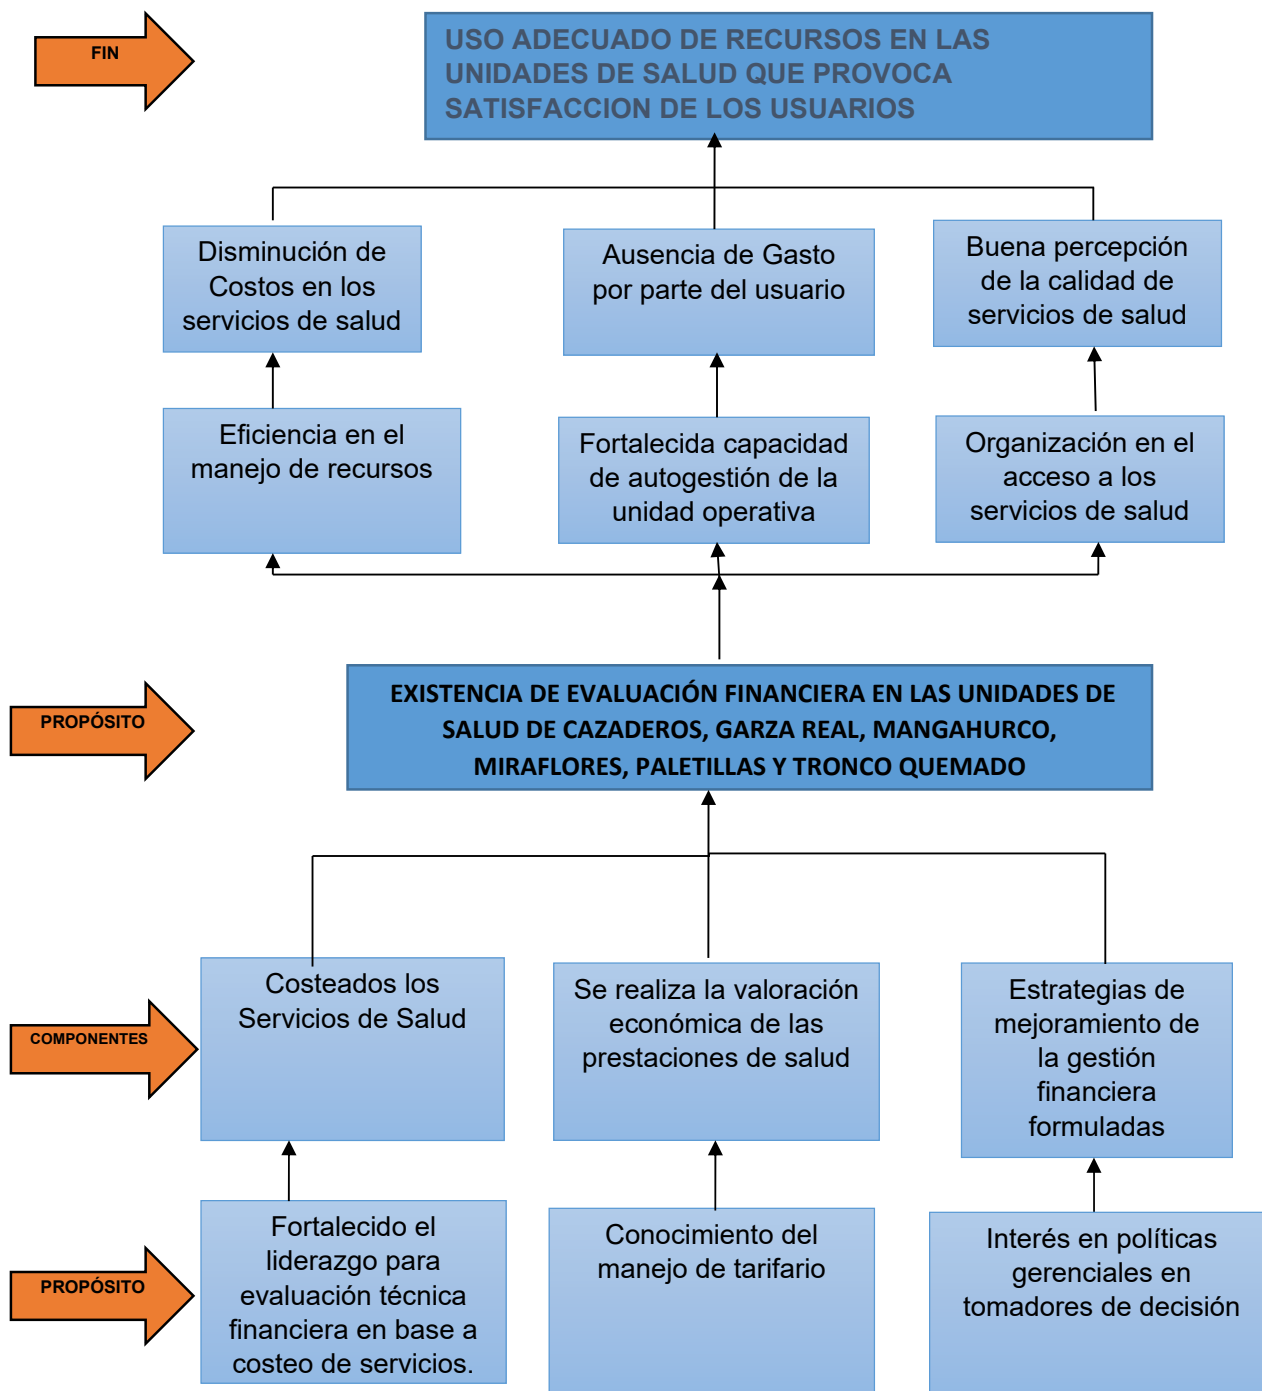 FIN
USO ADECUADO DE RECURSOS EN LAS
UNIDADES DE SALUD QUE PROVOCA
SATISFACCION DE LOS USUARIOS
Disminución de
Costos en los
servicios de salud
Ausencia de Gasto
por parte del usuario
Buena percepción
de la calidad de
servicios de salud
Eficiencia en el
manejo de recursos
Fortalecida capacidad
de autogestión de la
unidad operativa
Organización en el
acceso a los
servicios de salud
PROPÓSITO
EXISTENCIA DE EVALUACIÓN FINANCIERA EN LAS UNIDADES DE
SALUD DE CAZADEROS, GARZA REAL, MANGAHURCO,
MIRAFLORES, PALETILLAS Y TRONCO QUEMADO
COMPONENTES
Costeados los
Servicios de Salud
Se realiza la valoración
económica de las
prestaciones de salud
Estrategias de
mejoramiento de
la gestión
financiera
formuladas
PROPÓSITO
Fortalecido el
liderazgo para
evaluación técnica
financiera en base a
costeo de servicios.
Conocimiento del
manejo de tarifario
Interés en políticas
gerenciales en
tomadores de decisión